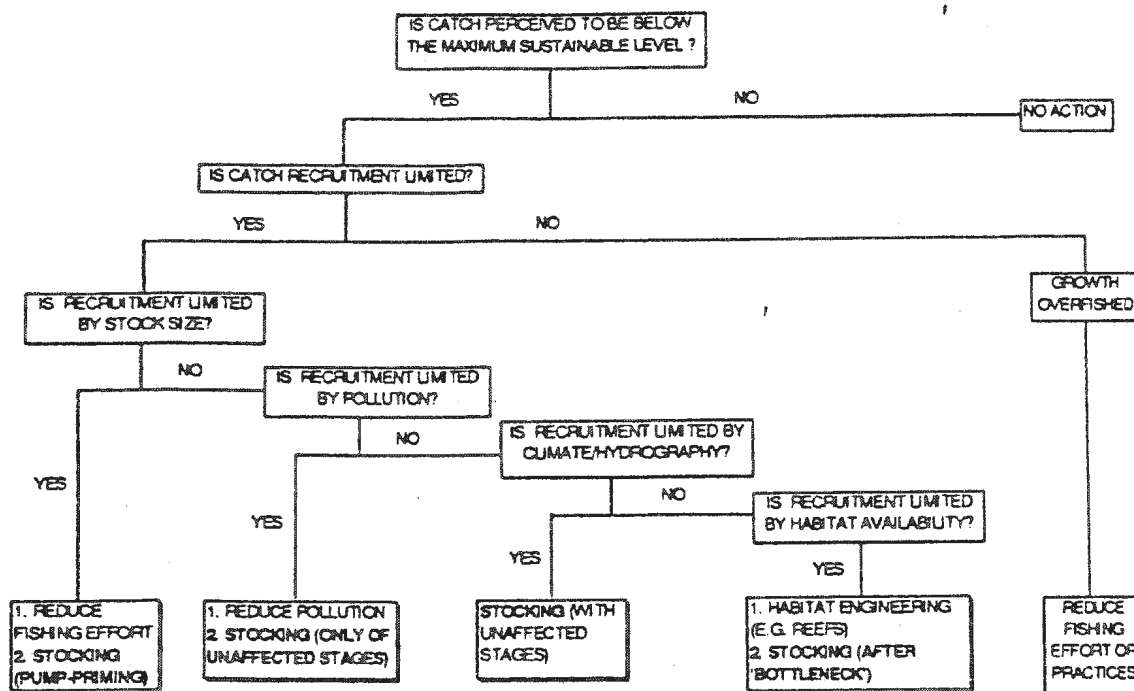 IS CATCH PERCEIVED TO BE BELOW
THE MAXIMUM SUSTAINABLE LEVEL ?
YES
NO
NO ACTION
IS CATCH RECRUITMENT LIMITED?
YES
NO
IS RECRUITMENT LIMITED
BY STOCK SIZE?
GROWTH
OVERFISHED
NO
IS RECRUITMENT LIMITED
BY POLLUTION?
NO
IS RECRUITMENT LIMITED BY
CLIMATE/HYDROGRAPHY?
YES
NO
IS RECRUITMENT LIMITED
BY HABITAT AVAILABILITY?
YES
YES
YES
1. REDUCE
FISHING EFFORT
2. STOCKING
(PUMP-PRIMING)
1. REDUCE POLLUTION
2. STOCKING (ONLY OF
UNAFFECTED STAGES)
STOCKING (WITH
UNAFFECTED
STAGES)
1. HABITAT ENGINEERING
(E.G. REEFS)
2. STOCKING (AFTER
'BOTTLENECK')
REDUCE
FISHING
EFFORT OR
PRACTICES